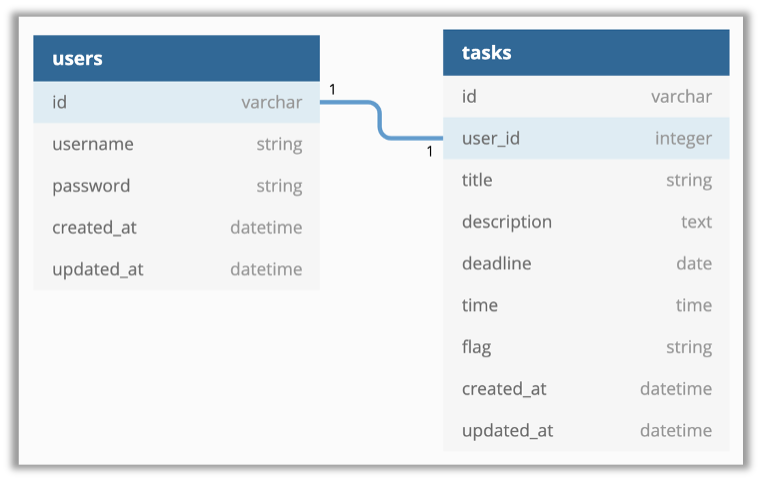 users
id varchar
username string
password string
created_at datetime
updated_at datetime
1
1
tasks
id varchar
user_id integer
title string
description text
deadline date
time time
flag string
created_at datetime
updated_at datetime